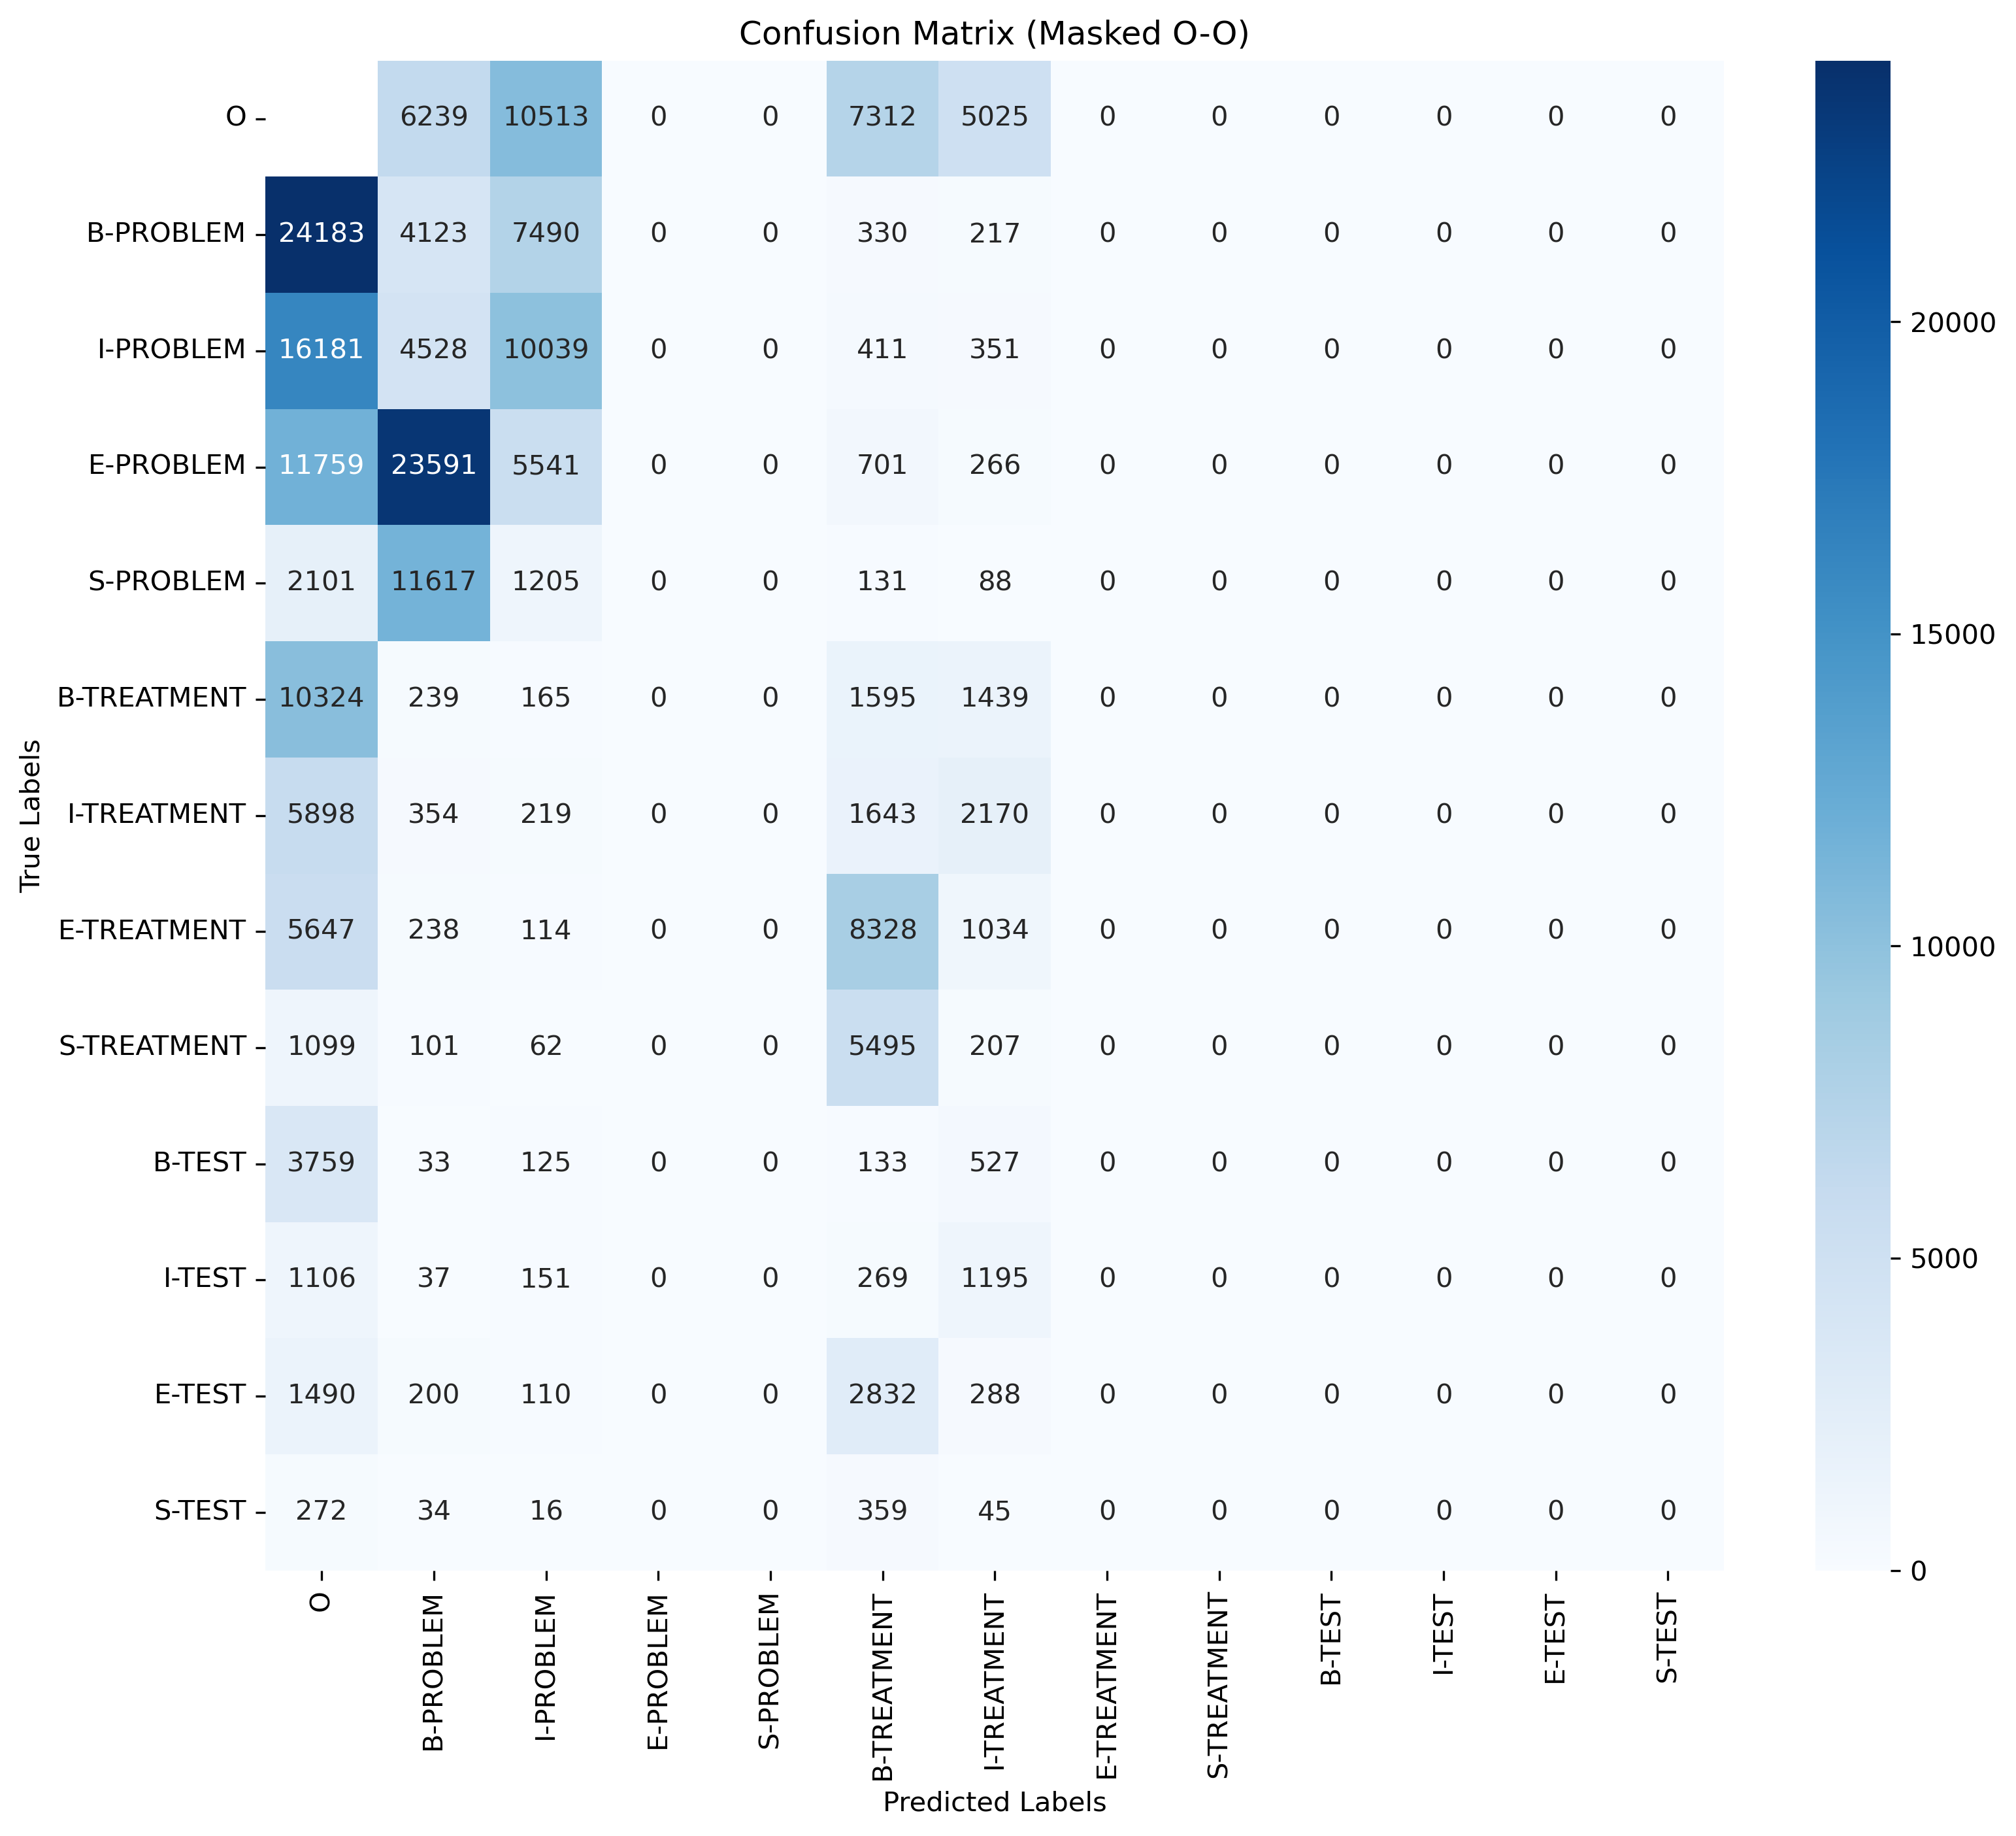 Confusion Matrix (Masked O-O)
O 6239 10513 0 0 7312 5025 0 0 0 0 0 0
B-PROBLEM 24183 4123 7490 0 0 330 217 0 0 0 0 0 0
I-PROBLEM 16181 4528 10039 0 0 411 351 0 0 0 0 0 0
E-PROBLEM 11759 23591 5541 0 0 701 266 0 0 0 0 0 0
S-PROBLEM 2101 11617 1205 0 0 131 88 0 0 0 0 0 0
B-TREATMENT 10324 239 165 0 0 1595 1439 0 0 0 0 0 0
I-TREATMENT 5898 354 219 0 0 1643 2170 0 0 0 0 0 0
E-TREATMENT 5647 238 114 0 0 8328 1034 0 0 0 0 0 0
S-TREATMENT 1099 101 62 0 0 5495 207 0 0 0 0 0 0
B-TEST 3759 33 125 0 0 133 527 0 0 0 0 0 0
I-TEST 1106 37 151 0 0 269 1195 0 0 0 0 0 0
E-TEST 1490 200 110 0 0 2832 288 0 0 0 0 0 0
S-TEST 272 34 16 0 0 359 45 0 0 0 0 0 0
True Labels
O B-PROBLEM I-PROBLEM E-PROBLEM S-PROBLEM B-TREATMENT I-TREATMENT E-TREATMENT S-TREATMENT B-TEST I-TEST E-TEST S-TEST
Predicted Labels
20000
15000
10000
5000
0